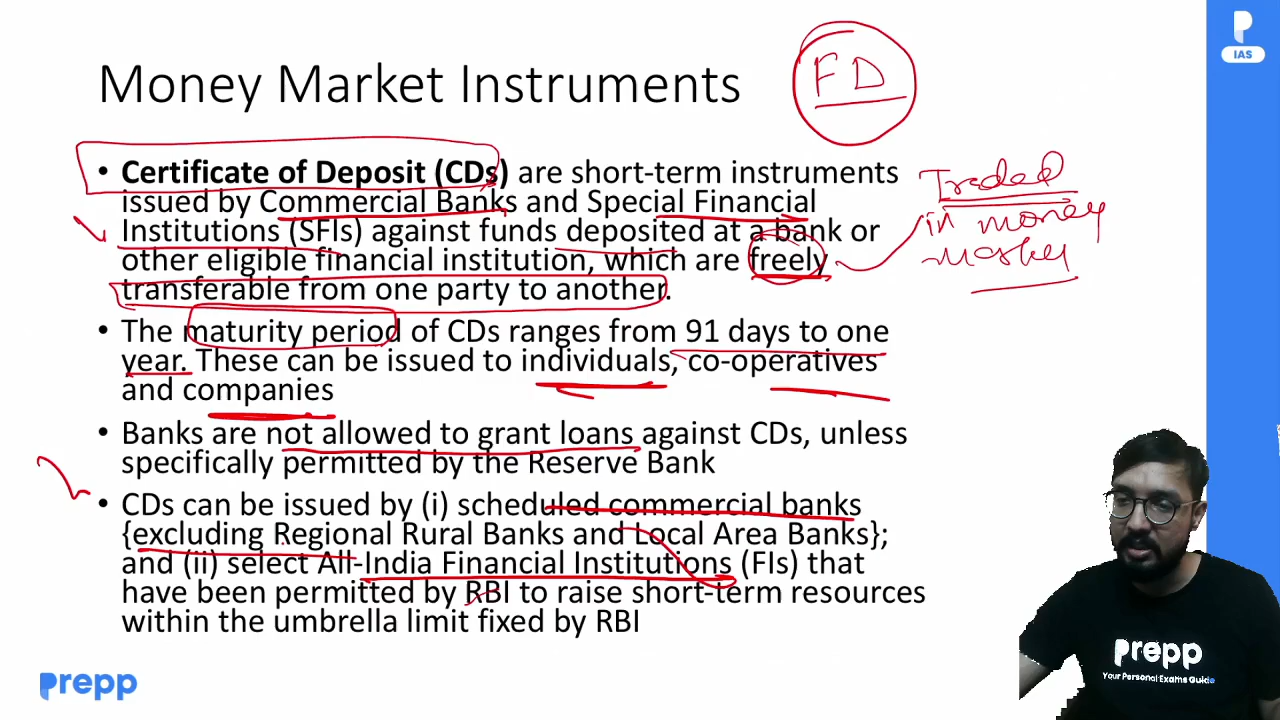 Money Market Instruments
FD
IAS
• Certificate of Deposit (CDs) are short-term instruments
issued by Commercial Banks and Special Financial
Institutions (SFIs) against funds deposited at a bank or
other eligible financial institution, which are freely
transferable from one party to another.
Traded
in money
market
• The maturity period of CDs ranges from 91 days to one
year. These can be issued to individuals, co-operatives
and companies
• Banks are not allowed to grant loans against CDs, unless
specifically permitted by the Reserve Bank
• CDs can be issued by (i) scheduled commercial banks
{excluding Regional Rural Banks and Local Area Banks};
and (ii) select All-India Financial Institutions (FIs) that
have been permitted by RBI to raise short-term resources
within the umbrella limit fixed by RBI
prepp
prepp
Your Personal Exams Guide